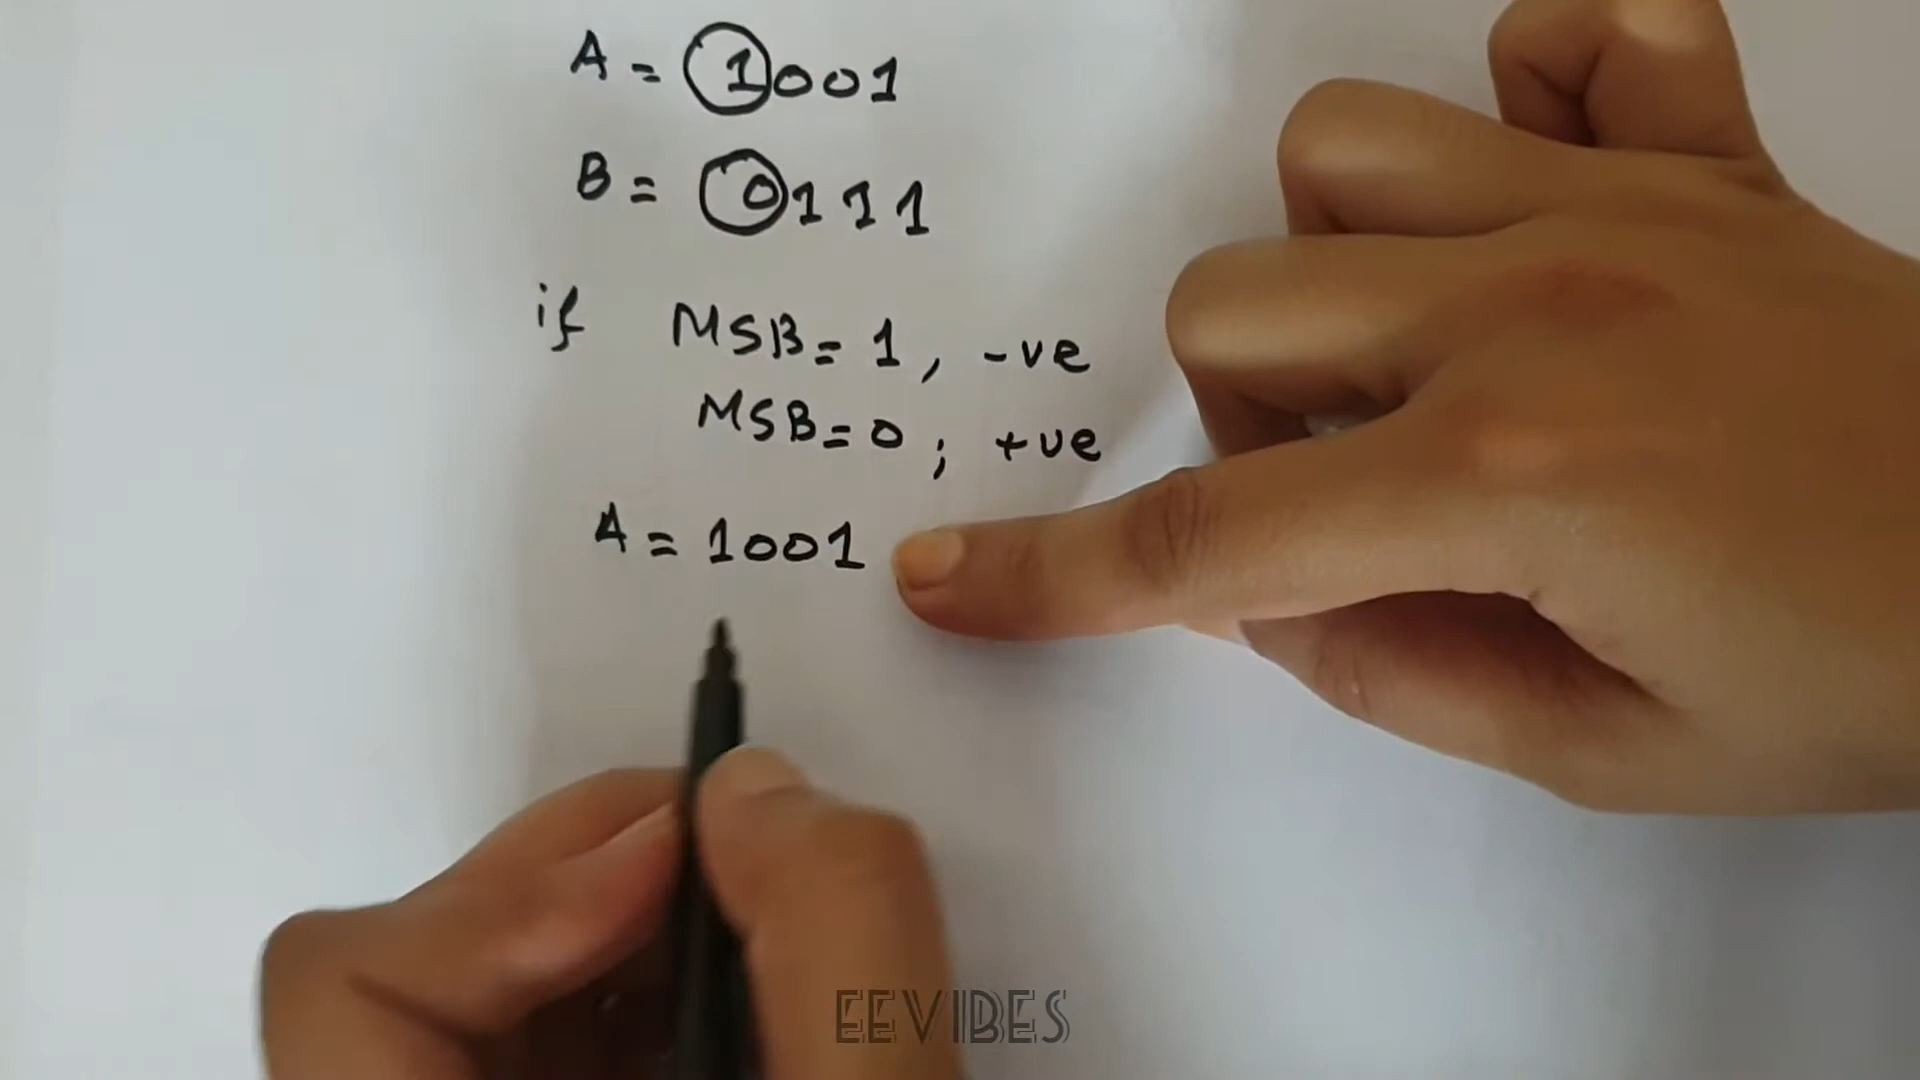 A = 1001
B = 0111
if MSB = 1, -ve
MSB = 0; +ve
A = 1001
EEVIBES